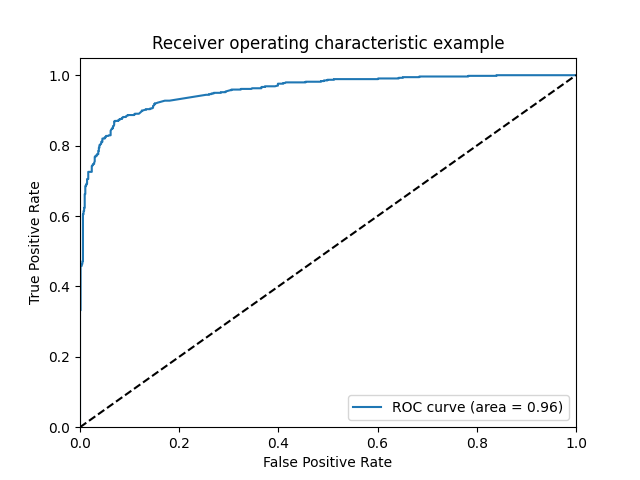 Receiver operating characteristic example
1.0
0.8
0.6
0.4
0.2
0.0
True Positive Rate
ROC curve (area = 0.96)
0.0 0.2 0.4 0.6 0.8 1.0
False Positive Rate